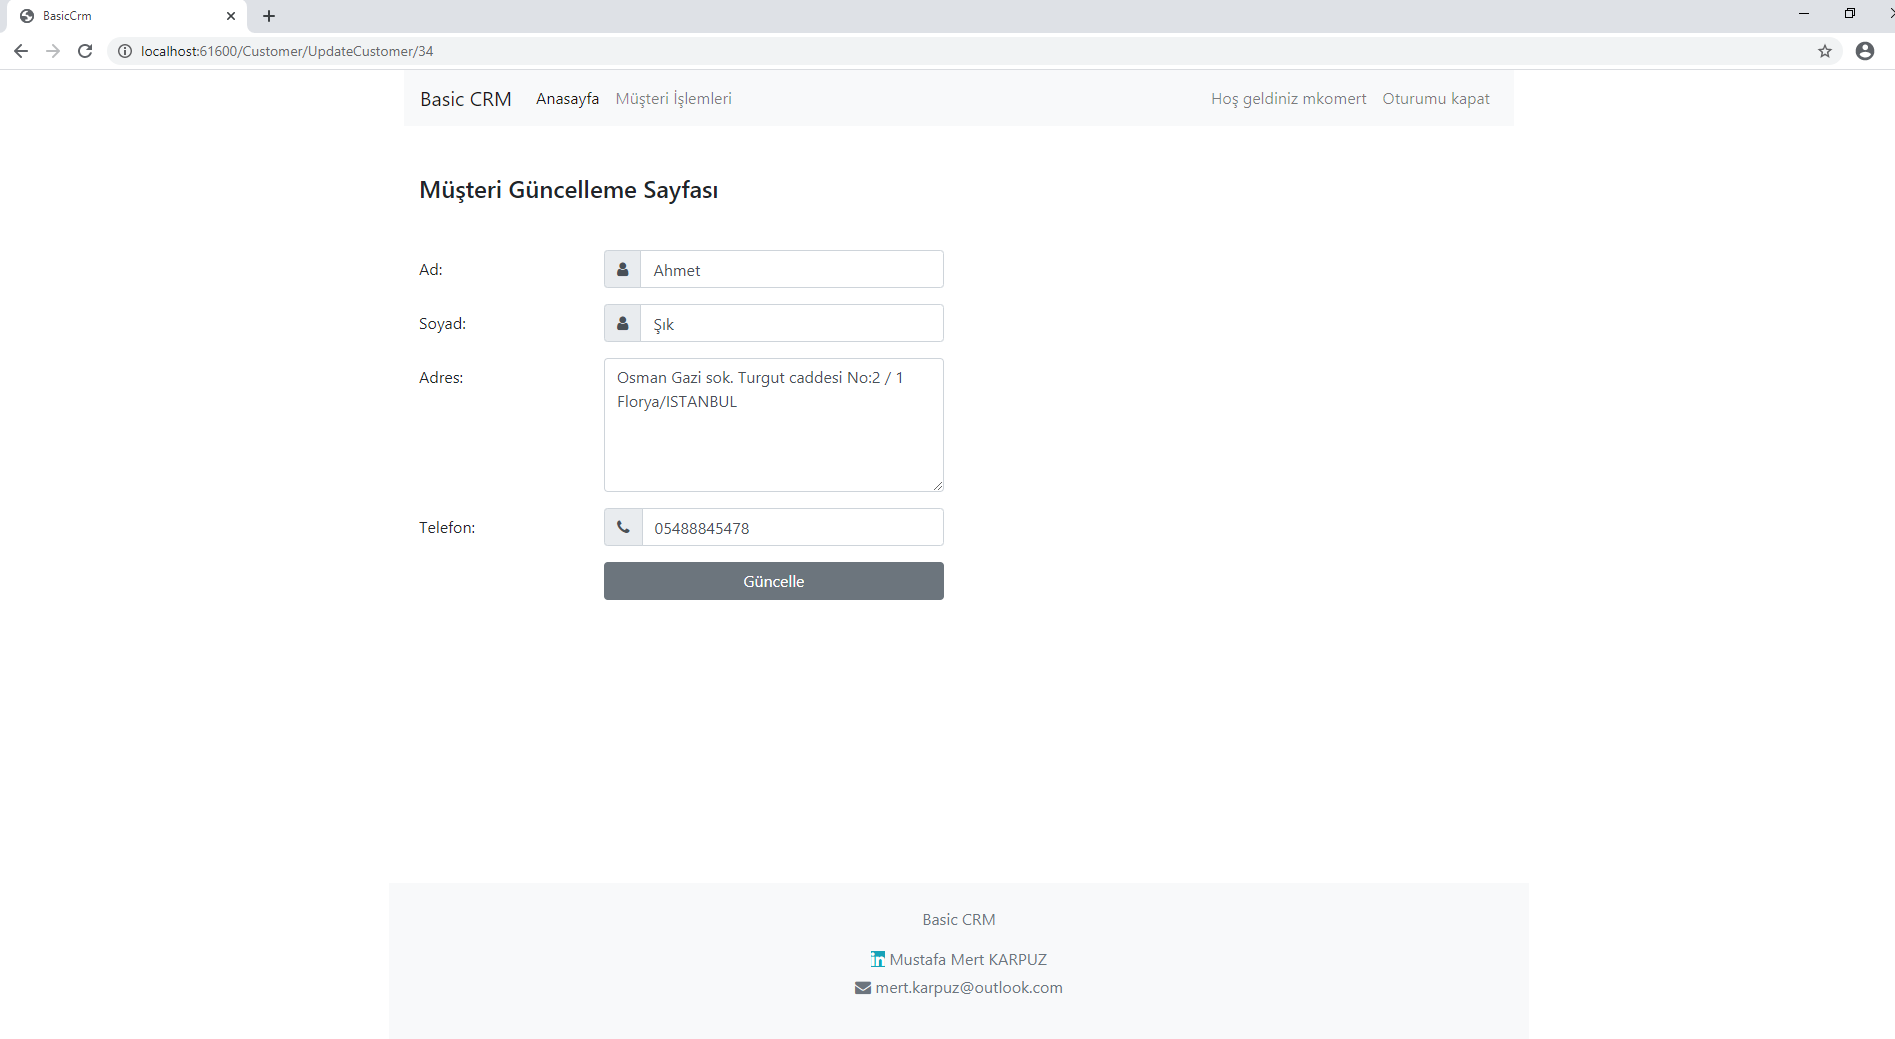 BasicCrm
localhost:61600/Customer/UpdateCustomer/34
Basic CRM Anasayfa Müşteri İşlemleri Hoş geldiniz mkomert Oturumu kapat
Müşteri Güncelleme Sayfası
Ad: Ahmet
Soyad: Şık
Adres: Osman Gazi sok. Turgut caddesi No:2 / 1
Florya/ISTANBUL
Telefon: 05488845478
Güncelle
Basic CRM
in Mustafa Mert KARPUZ
mert.karpuz@outlook.com